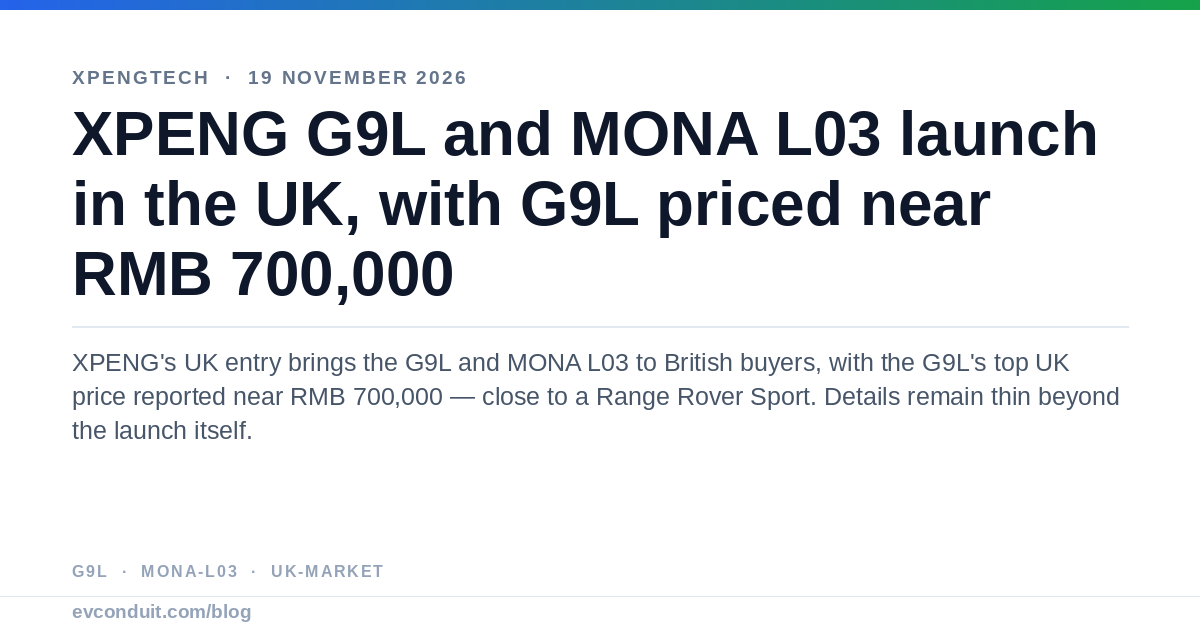 XPENGTECH · 19 NOVEMBER 2026
XPENG G9L and MONA L03 launch
in the UK, with G9L priced near
RMB 700,000
XPENG's UK entry brings the G9L and MONA L03 to British buyers, with the G9L's top UK
price reported near RMB 700,000 — close to a Range Rover Sport. Details remain thin beyond
the launch itself.
G9L · MONA-L03 · UK-MARKET
evconduit.com/blog